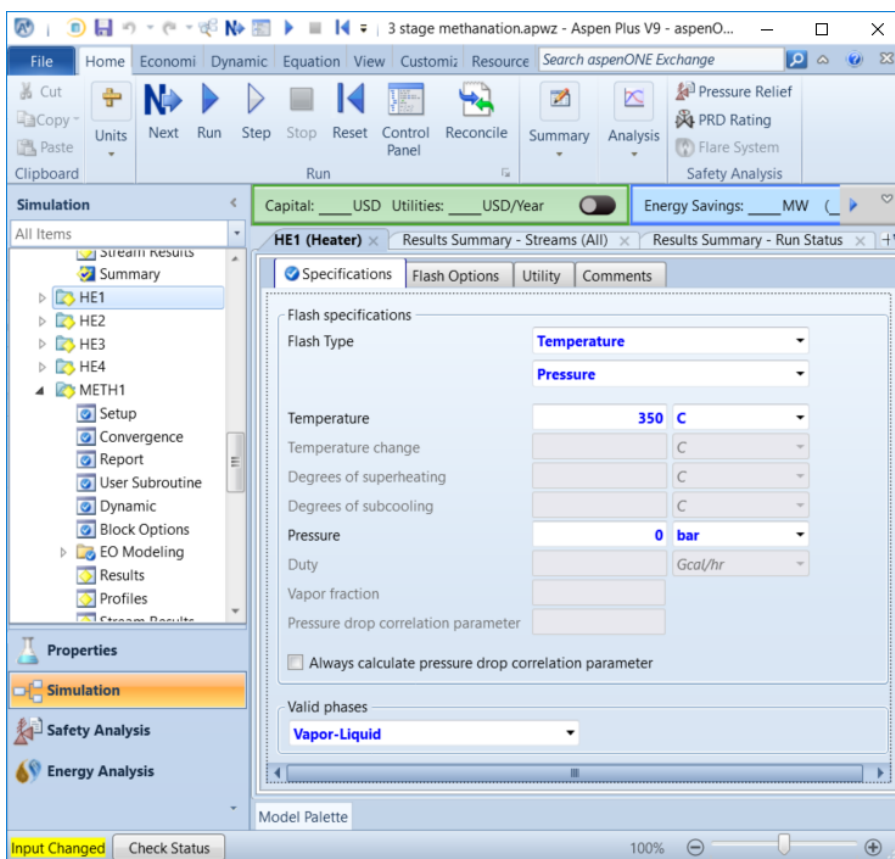 3 stage methanation.apwz - Aspen Plus V9 - aspenO...
File Home Economi Dynamic Equation View Customiz Resource Search aspenONE Exchange
Cut
Copy
Paste
Clipboard
Units
Next Run Step Stop Reset Control Panel Reconcile
Run
Summary
Analysis
Pressure Relief
PRD Rating
Flare System
Safety Analysis
Simulation
All Items
Capital: ____USD Utilities: ____USD/Year
Energy Savings: ____MW (_
HE1 (Heater) Results Summary - Streams (All) Results Summary - Run Status
Stream Results
Summary
HE1
HE2
HE3
HE4
METH1
Setup
Convergence
Report
User Subroutine
Dynamic
Block Options
EO Modeling
Results
Profiles
Stream Results
Properties
Simulation
Safety Analysis
Energy Analysis
Specifications Flash Options Utility Comments
Flash specifications
Flash Type Temperature
Pressure
Temperature 350 C
Temperature change C
Degrees of superheating C
Degrees of subcooling C
Pressure 0 bar
Duty Gcal/hr
Vapor fraction
Pressure drop correlation parameter
Always calculate pressure drop correlation parameter
Valid phases
Vapor-Liquid
Model Palette
Input Changed Check Status 100%